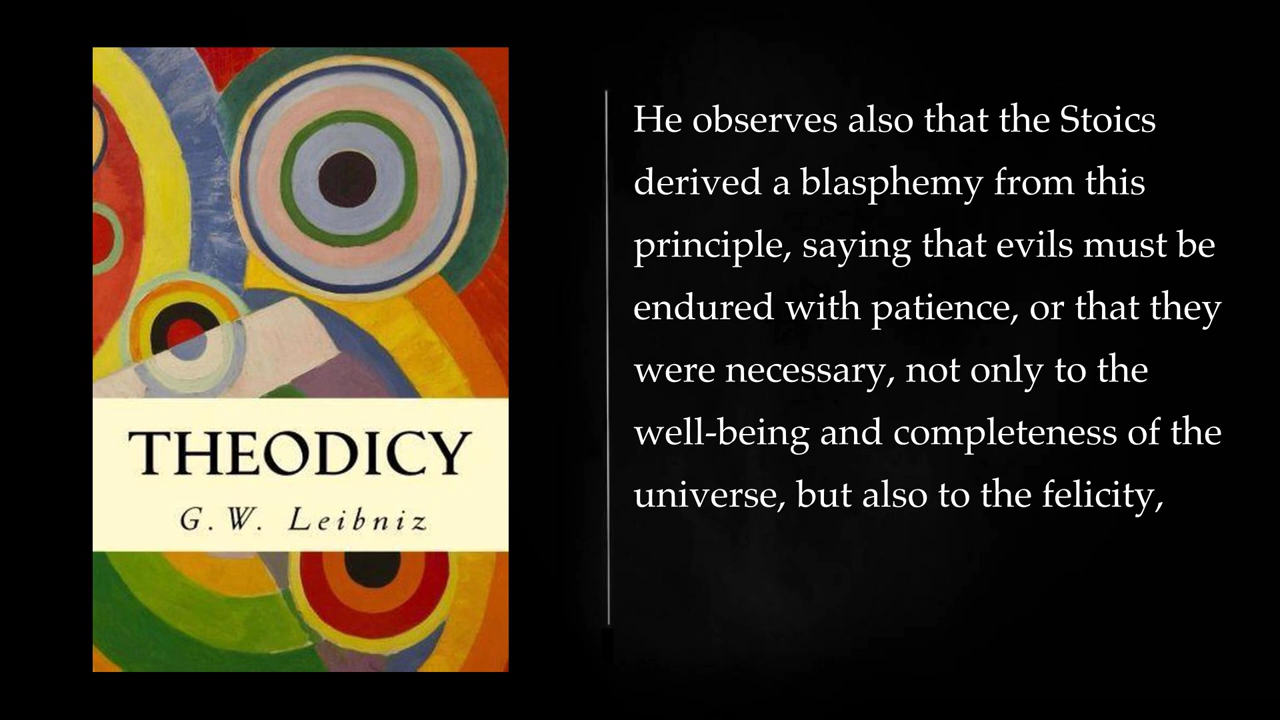 THEODICY
G.W. Leibniz
He observes also that the Stoics
derived a blasphemy from this
principle, saying that evils must be
endured with patience, or that they
were necessary, not only to the
well-being and completeness of the
universe, but also to the felicity,